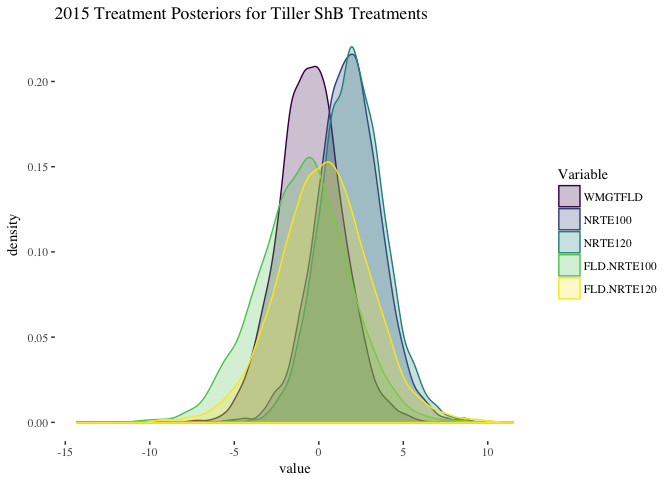 2015 Treatment Posteriors for Tiller ShB Treatments
density
0.20
0.15
0.10
0.05
0.00
-15
-10
-5
0
5
10
value
Variable
WMGTFLD
NRTE100
NRTE120
FLD.NRTE100
FLD.NRTE120